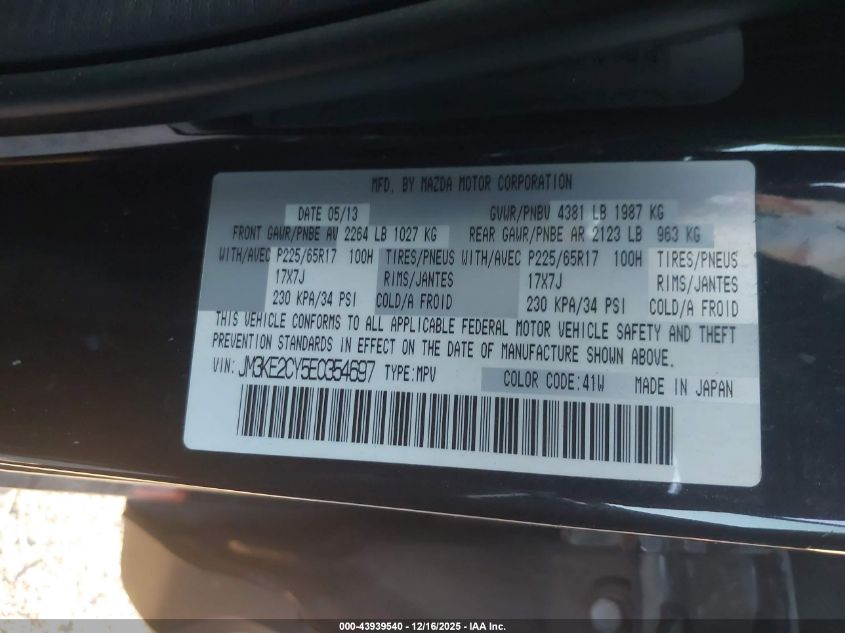 MFD. BY MAZDA MOTOR CORPORATION
DATE 05/13 GVWR/PNBV 4381 LB 1987 KG
FRONT GAWR/PNBE AV 2264 LB 1027 KG REAR GAWR/PNBE AR 2123 LB 963 KG
WITH/AVEC P225/65R17 100H TIRES/PNEUS WITH/AVEC P225/65R17 100H TIRES/PNEUS
17X7J RIMS/JANTES 17X7J RIMS/JANTES
230 KPA/34 PSI COLD/A FROID 230 KPA/34 PSI COLD/A FROID
THIS VEHICLE CONFORMS TO ALL APPLICABLE FEDERAL MOTOR VEHICLE SAFETY AND THEFT
PREVENTION STANDARDS IN EFFECT ON THE DATE OF MANUFACTURE SHOWN ABOVE.
VIN: JM3KE2CY5E0354697 TYPE:MPV COLOR CODE:41W MADE IN JAPAN
000-43939540 - 12/16/2025 - IAA Inc.